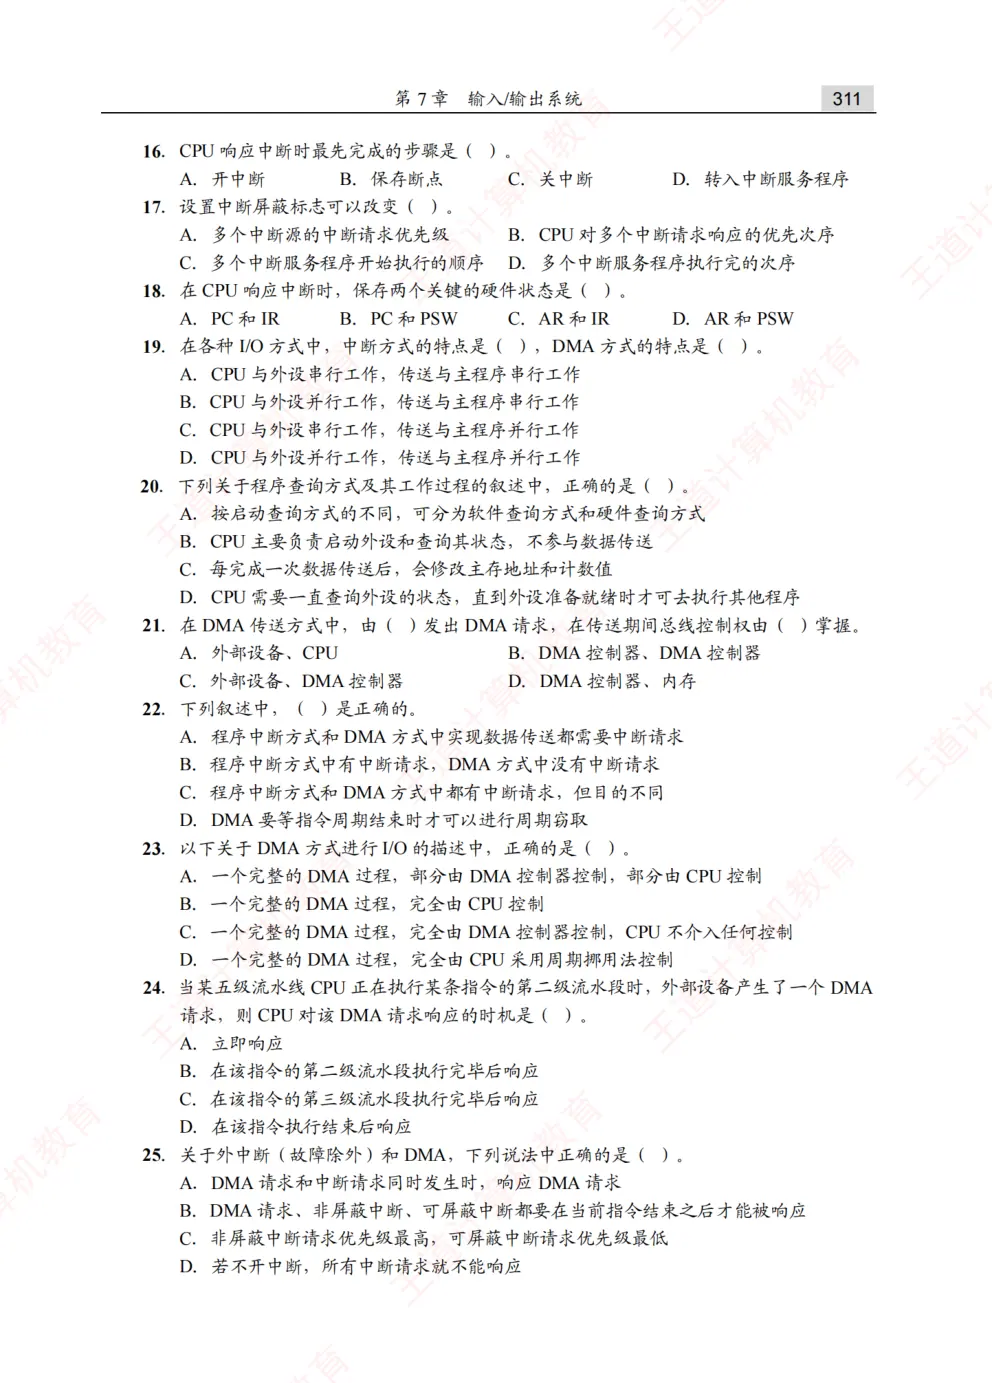 第 7 章 输入/输出系统 311
16. CPU 响应中断时最先完成的步骤是（ ）。
A. 开中断 B. 保存断点 C. 关中断 D. 转入中断服务程序
17. 设置中断屏蔽标志可以改变（ ）。
A. 多个中断源的中断请求优先级 B. CPU 对多个中断请求响应的优先次序
C. 多个中断服务程序开始执行的顺序 D. 多个中断服务程序执行完的次序
18. 在 CPU 响应中断时，保存两个关键的硬件状态是（ ）。
A. PC 和 IR B. PC 和 PSW C. AR 和 IR D. AR 和 PSW
19. 在各种 I/O 方式中，中断方式的特点是（ ），DMA 方式的特点是（ ）。
A. CPU 与外设串行工作，传送与主程序串行工作
B. CPU 与外设并行工作，传送与主程序串行工作
C. CPU 与外设串行工作，传送与主程序并行工作
D. CPU 与外设并行工作，传送与主程序并行工作
20. 下列关于程序查询方式及其工作过程的叙述中，正确的是（ ）。
A. 按启动查询方式的不同，可分为软件查询方式和硬件查询方式
B. CPU 主要负责启动外设和查询其状态，不参与数据传送
C. 每完成一次数据传送后，会修改主存地址和计数值
D. CPU 需要一直查询外设的状态，直到外设准备就绪时才可去执行其他程序
21. 在 DMA 传送方式中，由（ ）发出 DMA 请求，在传送期间总线控制权由（ ）掌握。
A. 外部设备、CPU B. DMA 控制器、DMA 控制器
C. 外部设备、DMA 控制器 D. DMA 控制器、内存
22. 下列叙述中，（ ）是正确的。
A. 程序中断方式和 DMA 方式中实现数据传送都需要中断请求
B. 程序中断方式中有中断请求，DMA 方式中没有中断请求
C. 程序中断方式和 DMA 方式中都有中断请求，但目的不同
D. DMA 要等指令周期结束时才可以进行周期窃取
23. 以下关于 DMA 方式进行 I/O 的描述中，正确的是（ ）。
A. 一个完整的 DMA 过程，部分由 DMA 控制器控制，部分由 CPU 控制
B. 一个完整的 DMA 过程，完全由 CPU 控制
C. 一个完整的 DMA 过程，完全由 DMA 控制器控制，CPU 不介入任何控制
D. 一个完整的 DMA 过程，完全由 CPU 采用周期挪用法控制
24. 当某五级流水线 CPU 正在执行某条指令的第二级流水段时，外部设备产生了一个 DMA
请求，则 CPU 对该 DMA 请求响应的时机是（ ）。
A. 立即响应
B. 在该指令的第二级流水段执行完毕后响应
C. 在该指令的第三级流水段执行完毕后响应
D. 在该指令执行结束后响应
25. 关于外中断（故障除外）和 DMA，下列说法中正确的是（ ）。
A. DMA 请求和中断请求同时发生时，响应 DMA 请求
B. DMA 请求、非屏蔽中断、可屏蔽中断都要在当前指令结束之后才能被响应
C. 非屏蔽中断请求优先级最高，可屏蔽中断请求优先级最低
D. 若不开中断，所有中断请求就不能响应